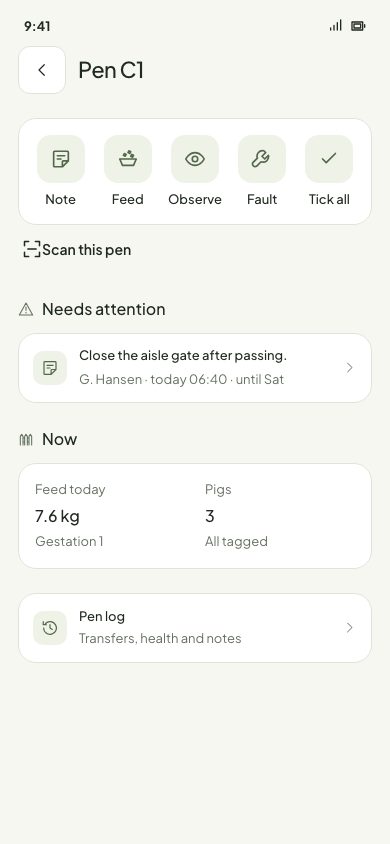 9:41
Pen C1
Note
Feed
Observe
Fault
Tick all
Scan this pen
Needs attention
Close the aisle gate after passing.
G. Hansen · today 06:40 · until Sat
Now
Feed today
Pigs
7.6 kg
3
Gestation 1
All tagged
Pen log
Transfers, health and notes